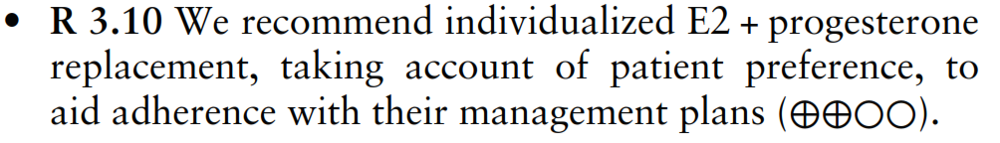 • R 3.10 We recommend individualized E2 + progesterone
replacement, taking account of patient preference, to
aid adherence with their management plans (⊕⊕○○).